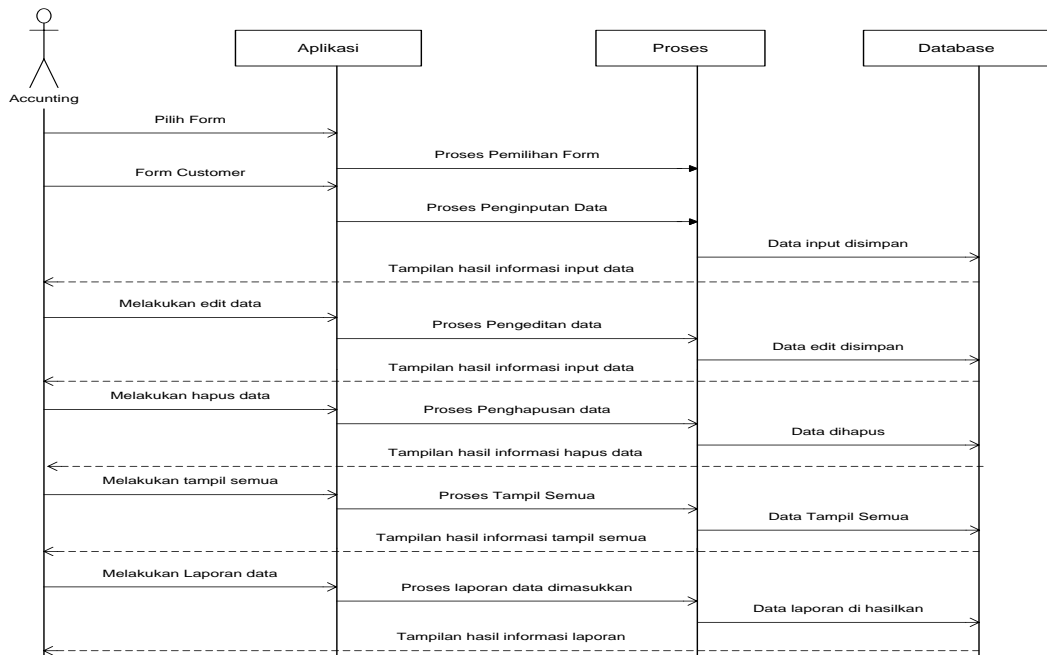 Aplikasi
Proses
Database
Accunting
Pilih Form
Proses Pemilihan Form
Form Customer
Proses Penginputan Data
Data input disimpan
Tampilan hasil informasi input data
Melakukan edit data
Proses Pengeditan data
Data edit disimpan
Tampilan hasil informasi input data
Melakukan hapus data
Proses Penghapusan data
Data dihapus
Tampilan hasil informasi hapus data
Melakukan tampil semua
Proses Tampil Semua
Data Tampil Semua
Tampilan hasil informasi tampil semua
Melakukan Laporan data
Proses laporan data dimasukkan
Data laporan di hasilkan
Tampilan hasil informasi laporan